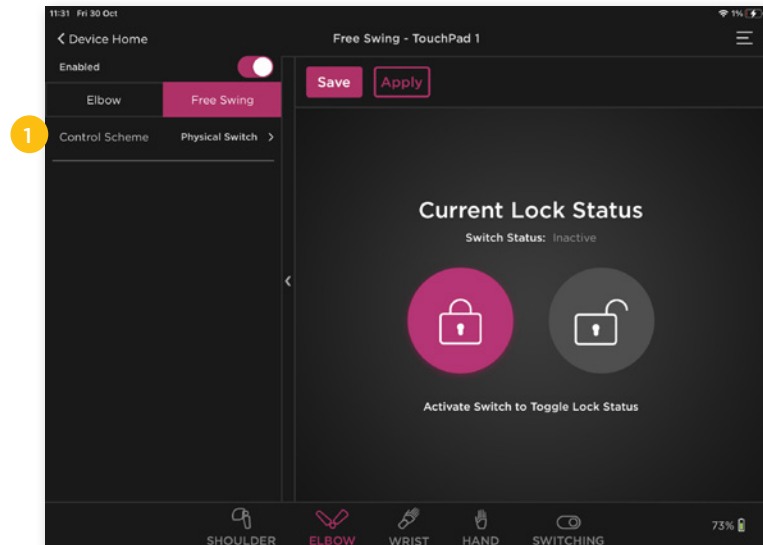 11:31 Fri 30 Oct
1%
Device Home
Free Swing - TouchPad 1
Enabled
Save
Apply
Elbow
Free Swing
1
Control Scheme
Physical Switch
Current Lock Status
Switch Status: Inactive
Activate Switch to Toggle Lock Status
SHOULDER
ELBOW
WRIST
HAND
SWITCHING
73%